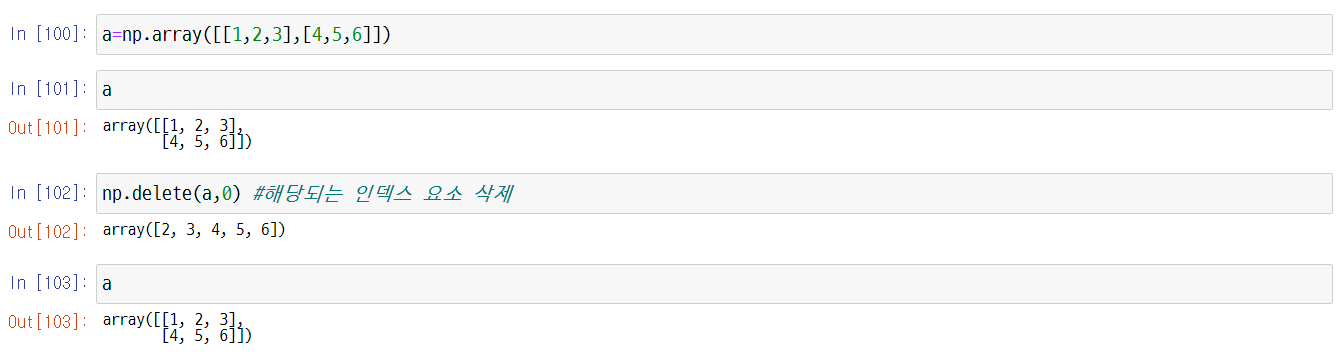 In [100]: a=np.array([[1,2,3],[4,5,6]])
In [101]: a
Out[101]: array([[1, 2, 3],
[4, 5, 6]])
In [102]: np.delete(a,0) #해당되는 인덱스 요소 삭제
Out[102]: array([2, 3, 4, 5, 6])
In [103]: a
Out[103]: array([[1, 2, 3],
[4, 5, 6]])